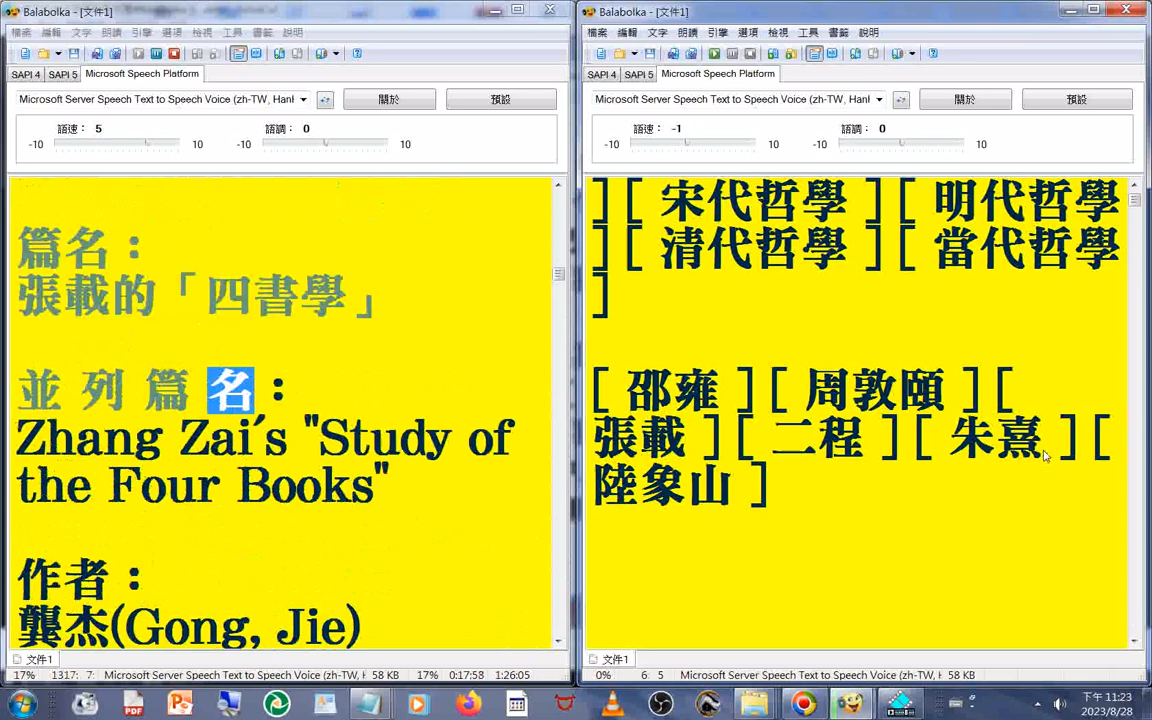 Balabolka - [文件1]
檔案 編輯 文字 朗讀 引擎 選項 檢視 工具 書籤 說明
SAPI 4 SAPI 5 Microsoft Speech Platform
Microsoft Server Speech Text to Speech Voice (zh-TW, Hanl
關於 預設
語速： 5 語調： 0
-10 10 -10 10
篇名：
張載的「四書學」
並列篇名：
Zhang Zai's "Study of
the Four Books"
作者：
龔杰(Gong, Jie)
文件1
17% 1317: 7: Microsoft Server Speech Text to Speech Voice (zh-TW, H 58 KB 17% 0:17:58 1:26:05
Balabolka - [文件1]
檔案 編輯 文字 朗讀 引擎 選項 檢視 工具 書籤 說明
SAPI 4 SAPI 5 Microsoft Speech Platform
Microsoft Server Speech Text to Speech Voice (zh-TW, Hanl
關於 預設
語速： -1 語調： 0
-10 10 -10 10
][ 宋代哲學 ][ 明代哲學
][ 清代哲學 ][ 當代哲學
]
[ 邵雍 ][ 周敦頤 ][
張載 ][ 二程 ][ 朱熹 ][
陸象山 ]
文件1
0% 6: 5 Microsoft Server Speech Text to Speech Voice (zh-TW, H 58 KB
下午 11:23
2023/8/28